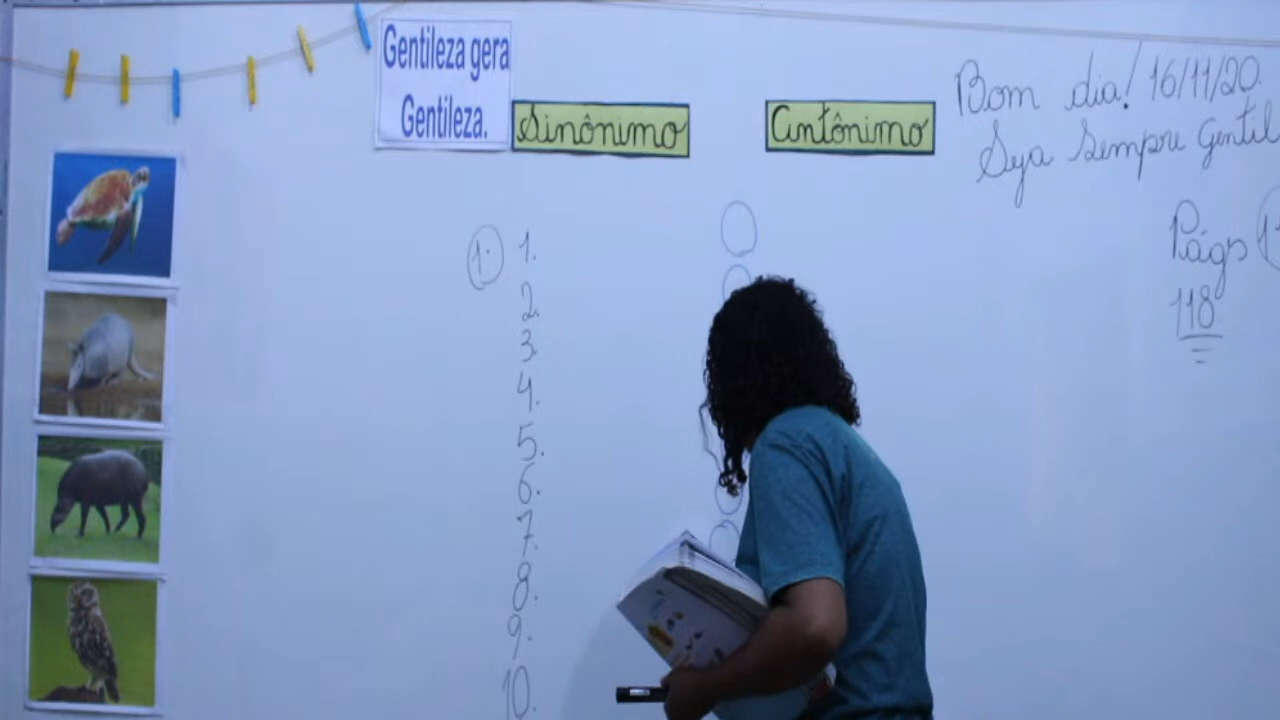 Gentileza gera
Gentileza.
Sinônimo
Antônimo
Bom dia! 16/11/20.
Seja sempre gentil
Págs
118
1.
1.
2.
3.
4.
5.
6.
7.
8.
9.
10.